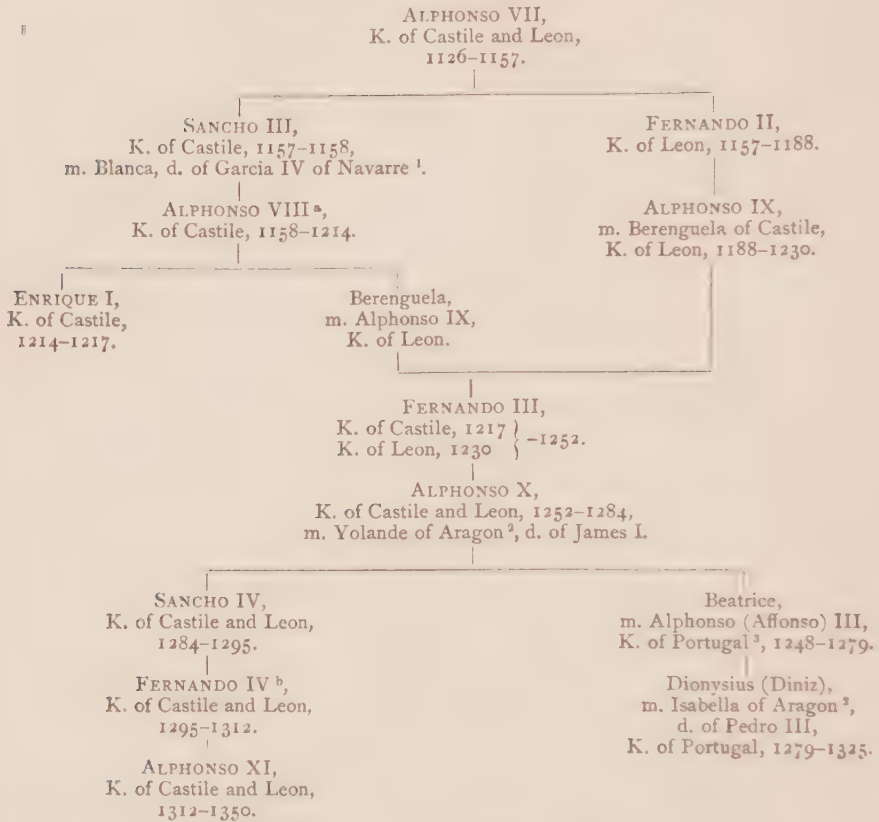 ALPHONSO VII,
K. of Castile and Leon,
1126–1157.
SANCHO III,
K. of Castile, 1157–1158,
m. Blanca, d. of Garcia IV of Navarre ¹.
FERNANDO II,
K. of Leon, 1157–1188.
ALPHONSO VIII ᵃ,
K. of Castile, 1158–1214.
ALPHONSO IX,
m. Berenguela of Castile,
K. of Leon, 1188–1230.
ENRIQUE I,
K. of Castile,
1214–1217.
Berenguela,
m. Alphonso IX,
K. of Leon.
FERNANDO III,
K. of Castile, 1217 }
K. of Leon, 1230 } –1252.
ALPHONSO X,
K. of Castile and Leon, 1252–1284,
m. Yolande of Aragon ², d. of James I.
SANCHO IV,
K. of Castile and Leon,
1284–1295.
Beatrice,
m. Alphonso (Affonso) III,
K. of Portugal ³, 1248–1279.
FERNANDO IV ᵇ,
K. of Castile and Leon,
1295–1312.
Dionysius (Diniz),
m. Isabella of Aragon ²,
d. of Pedro III,
K. of Portugal, 1279–1325.
ALPHONSO XI,
K. of Castile and Leon,
1312–1350.